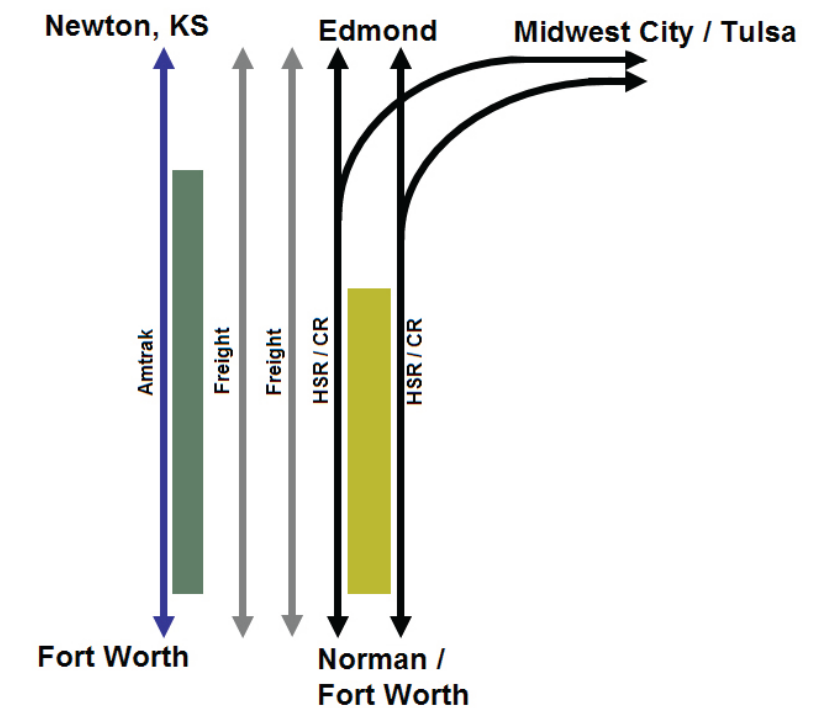 Newton, KS
Edmond
Midwest City / Tulsa
Amtrak
Freight
Freight
HSR / CR
HSR / CR
Fort Worth
Norman /
Fort Worth